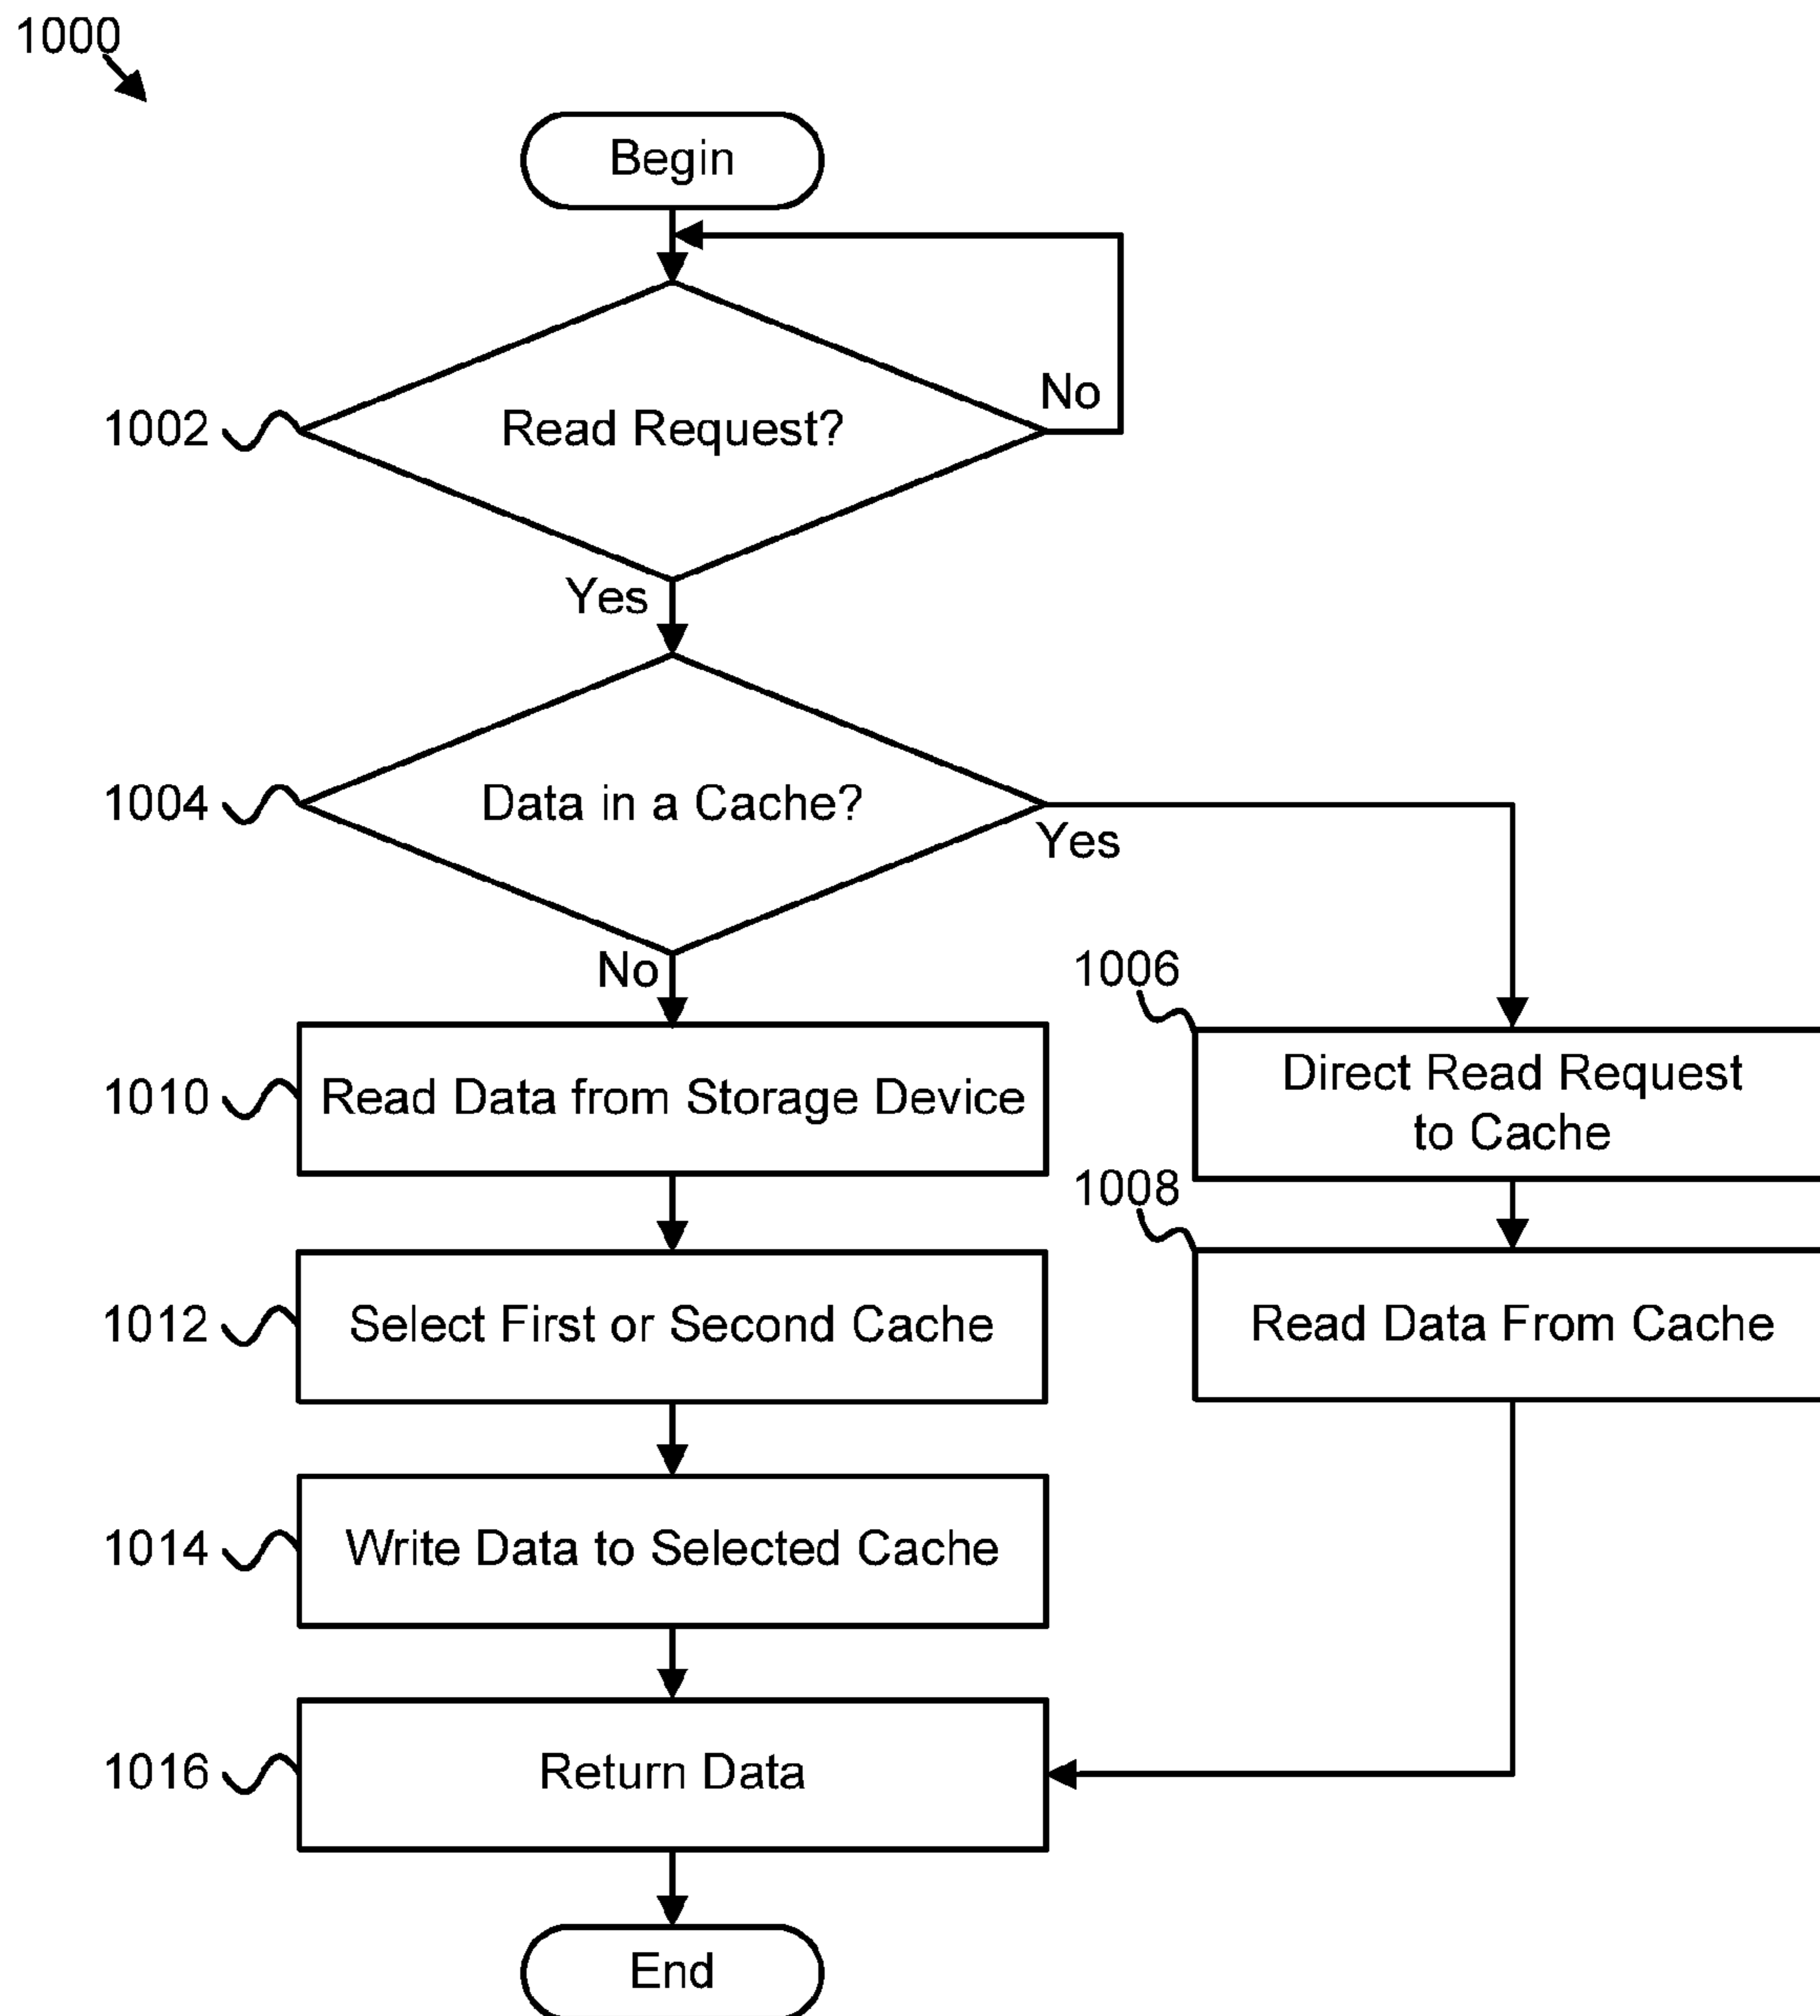 1000
Begin
No
1002
Read Request?
Yes
1004
Data in a Cache?
Yes
No
1006
1010
Read Data from Storage Device
Direct Read Request
to Cache
1008
1012
Select First or Second Cache
Read Data From Cache
1014
Write Data to Selected Cache
1016
Return Data
End